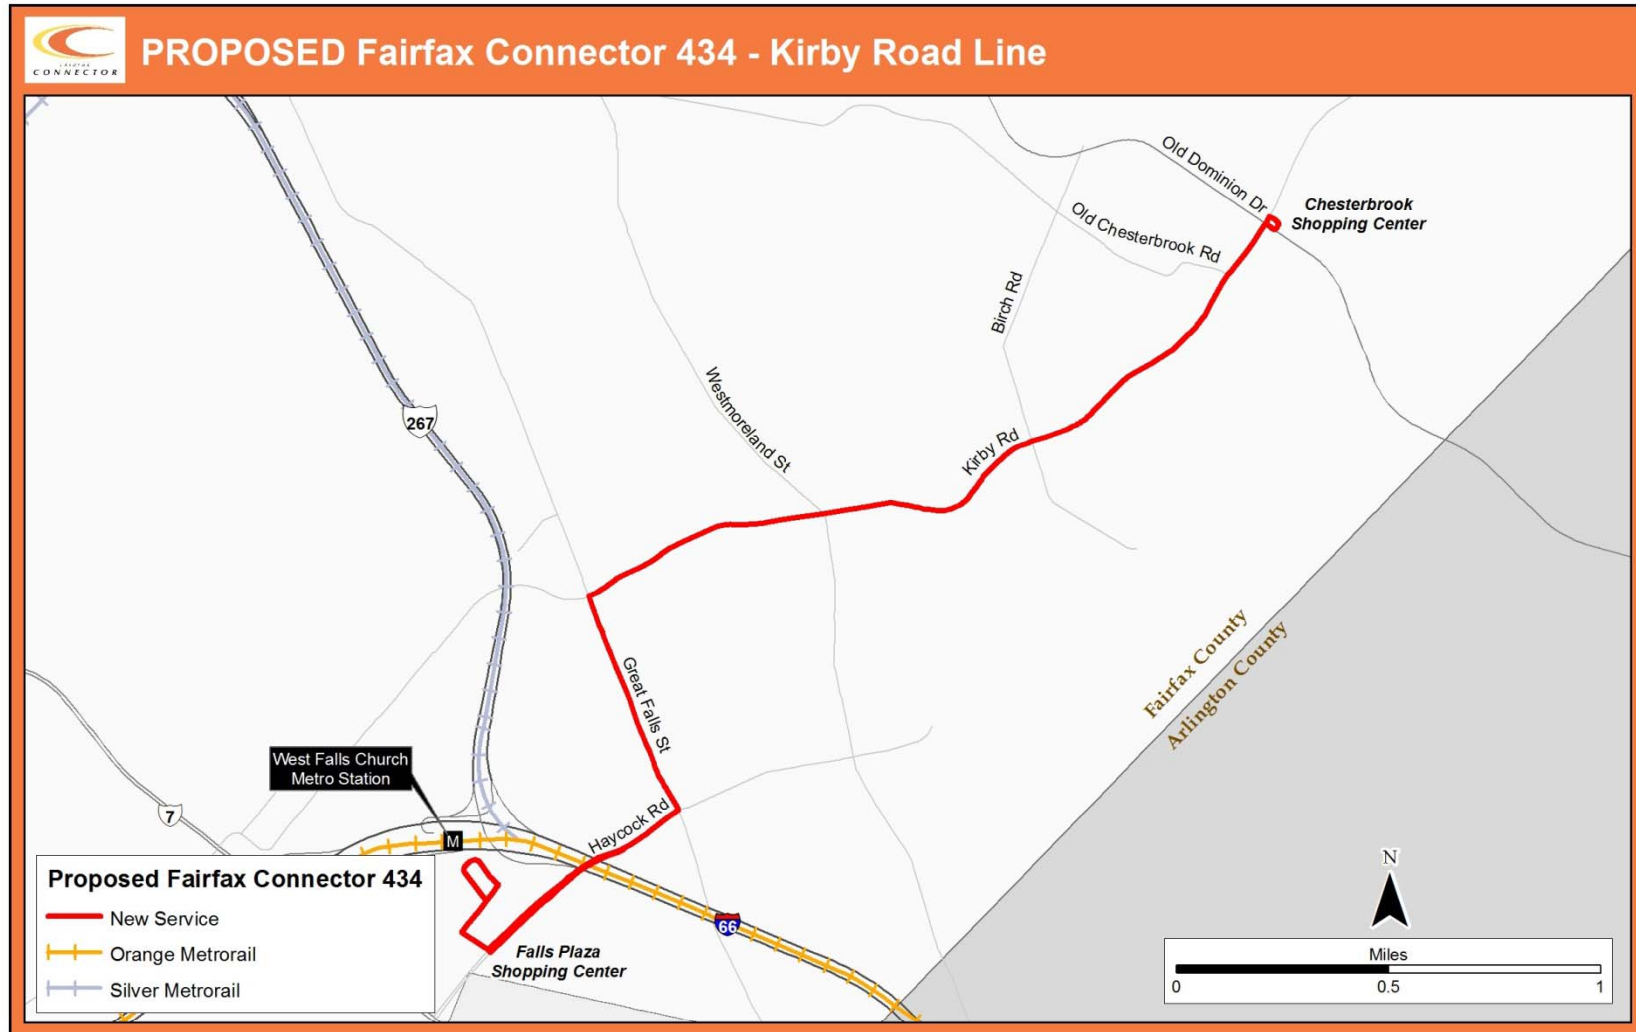 CONNECTOR
PROPOSED Fairfax Connector 434 - Kirby Road Line
Old Dominion Dr
Chesterbrook
Shopping Center
Old Chesterbrook Rd
Birch Rd
Westmoreland St
267
Kirby Rd
Fairfax County
Arlington County
Great Falls St
West Falls Church
Metro Station
7
M
Haycock Rd
66
Falls Plaza
Shopping Center
Proposed Fairfax Connector 434
New Service
Orange Metrorail
Silver Metrorail
N
Miles
0 0.5 1